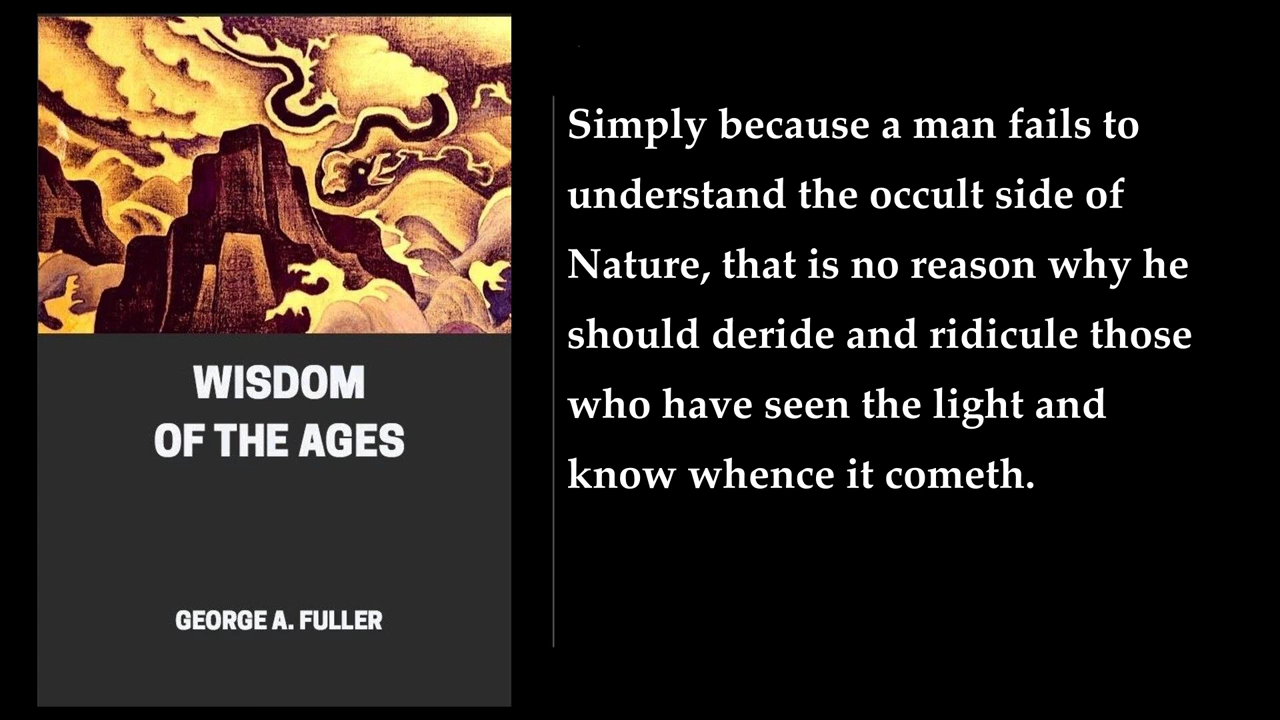 WISDOM
OF THE AGES
GEORGE A. FULLER
Simply because a man fails to
understand the occult side of
Nature, that is no reason why he
should deride and ridicule those
who have seen the light and
know whence it cometh.